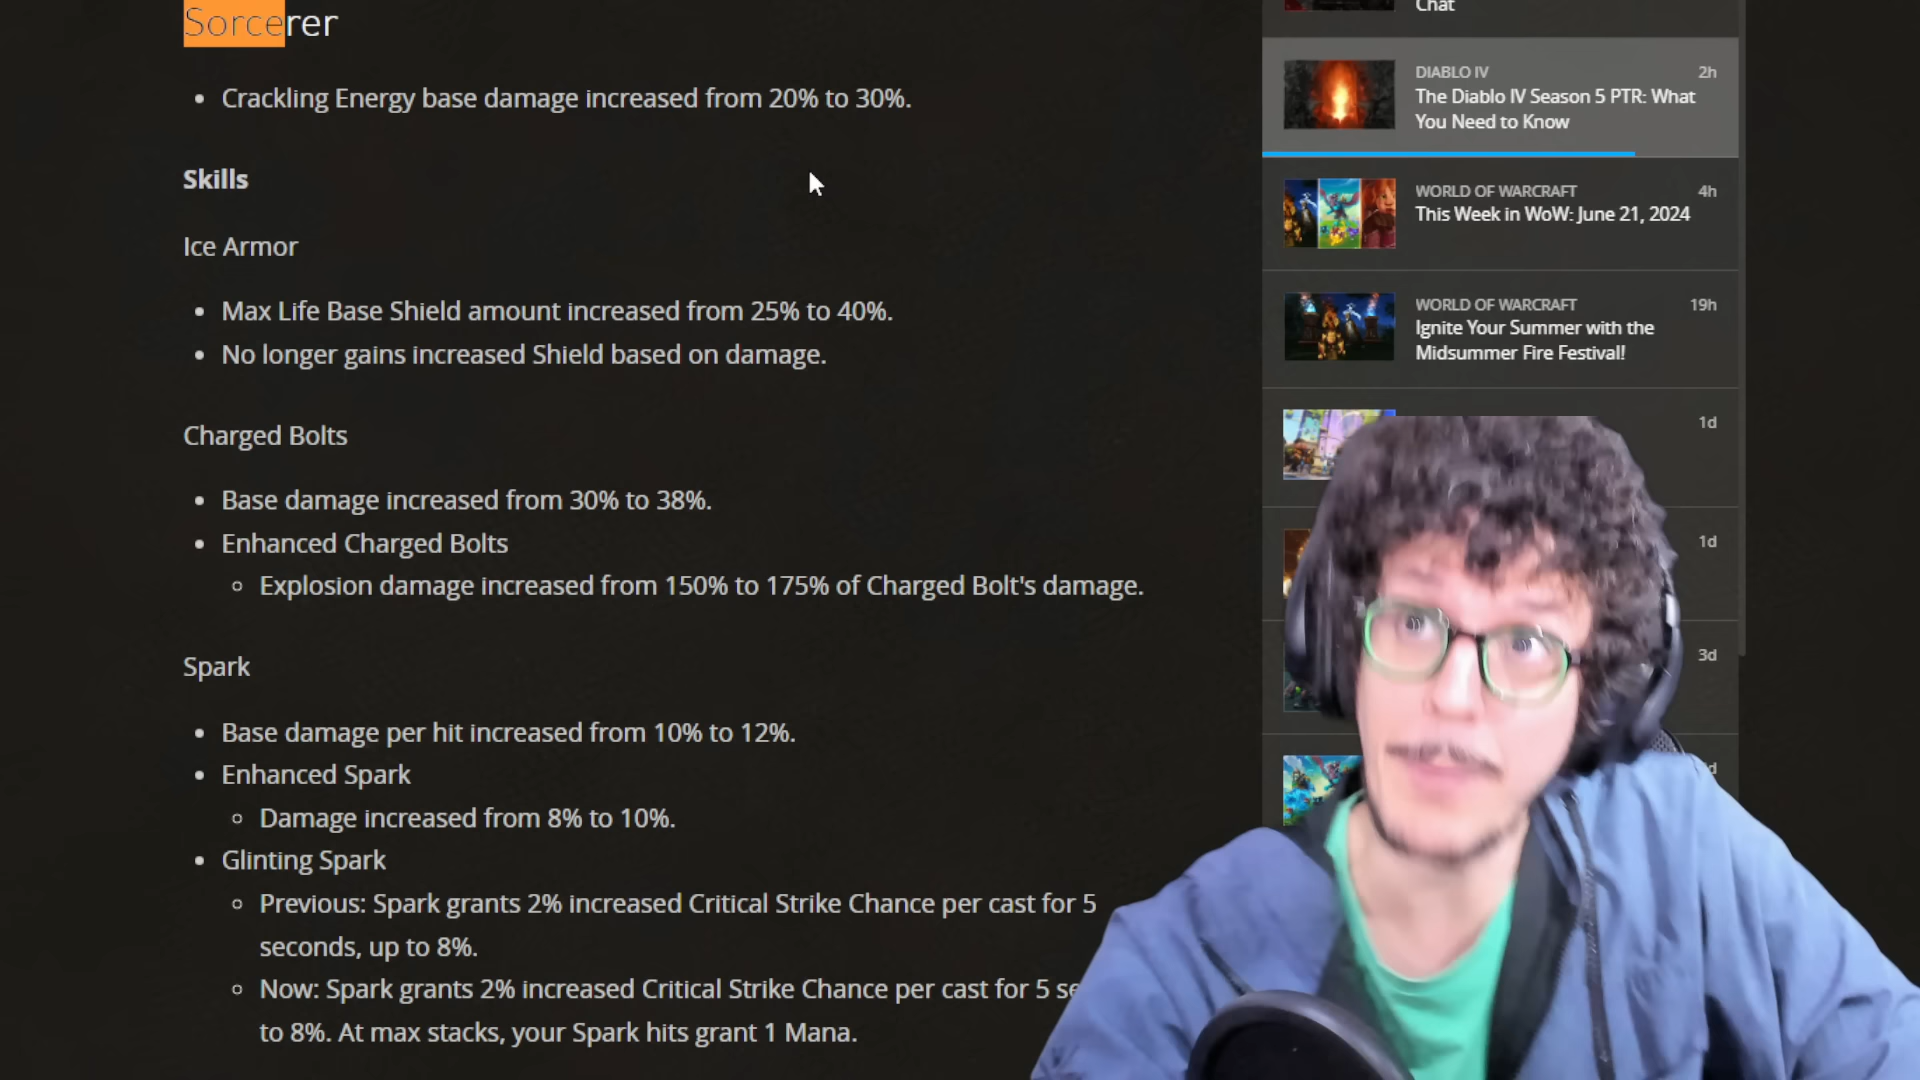 Sorcerer
Crackling Energy base damage increased from 20% to 30%.
Skills
Ice Armor
Max Life Base Shield amount increased from 25% to 40%.
No longer gains increased Shield based on damage.
Charged Bolts
Base damage increased from 30% to 38%.
Enhanced Charged Bolts
Explosion damage increased from 150% to 175% of Charged Bolt's damage.
Spark
Base damage per hit increased from 10% to 12%.
Enhanced Spark
Damage increased from 8% to 10%.
Glinting Spark
Previous: Spark grants 2% increased Critical Strike Chance per cast for 5
seconds, up to 8%.
Now: Spark grants 2% increased Critical Strike Chance per cast for 5
to 8%. At max stacks, your Spark hits grant 1 Mana.
Chat
DIABLO IV 2h
The Diablo IV Season 5 PTR: What
You Need to Know
WORLD OF WARCRAFT 4h
This Week in WoW: June 21, 2024
WORLD OF WARCRAFT 19h
Ignite Your Summer with the
Midsummer Fire Festival!
1d
1d
3d